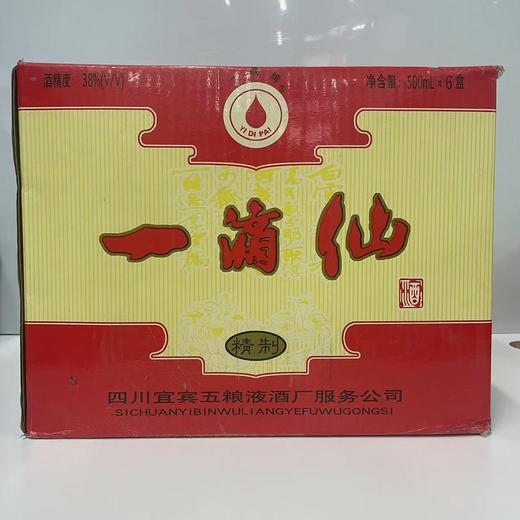 酒精度：38%(V/V)
净含量：500mL×6盒
YI DI PAI
一滴仙
酒
精制
四川宜宾五粮液酒厂服务公司
SICHUANYIBINWULIANGYEFUWUGONGSI